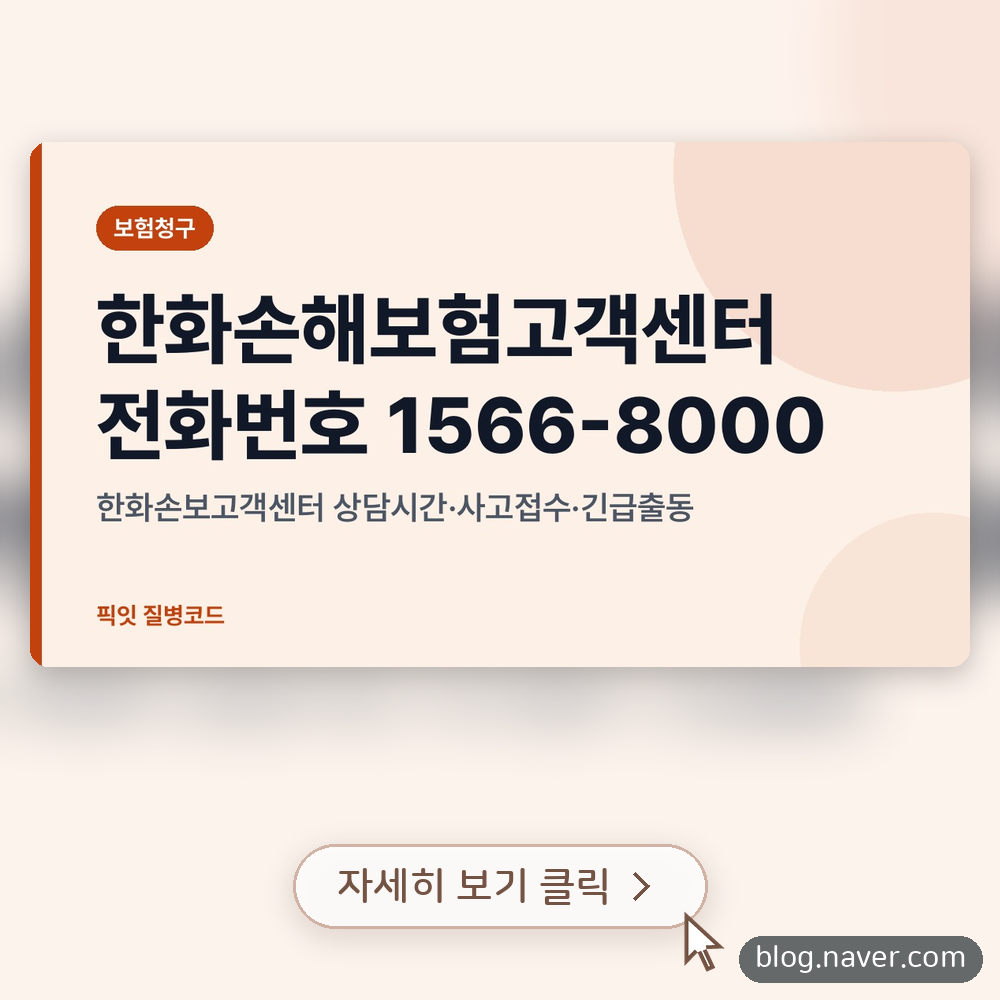 보험청구
한화손해보험고객센터
전화번호 1566-8000
한화손보고객센터 상담시간·사고접수·긴급출동
픽잇 질병코드
자세히 보기 클릭
blog.naver.com